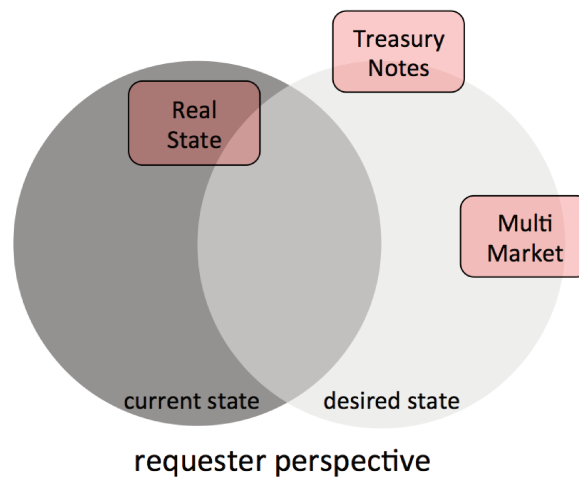 Treasury
Notes
Real
State
Multi
Market
current state
desired state
requester perspective